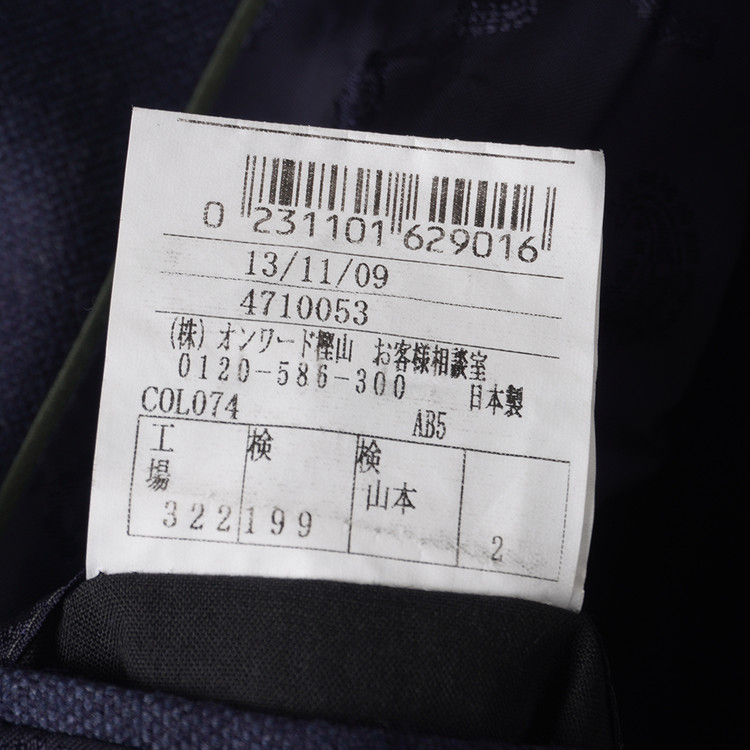 0 231101 629016
13/11/09
4710053
(株) オンワード樫山 お客様相談室
0120-586-300 日本製
COL074 AB5
工場 検 検
322 199 山本 2